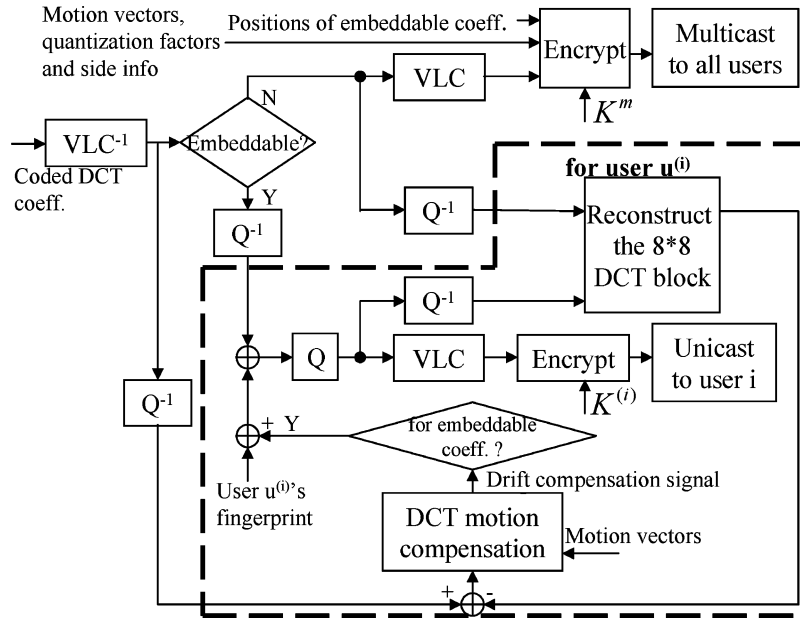 Motion vectors,
quantization factors
and side info
Positions of embeddable coeff.
Encrypt
Multicast
to all users
K^m
N
VLC
VLC⁻¹
Embeddable?
Coded DCT
coeff.
Y
Q⁻¹
Q⁻¹
for user u⁽ⁱ⁾
Reconstruct
the 8*8
DCT block
Q⁻¹
Q
VLC
Encrypt
Unicast
to user i
K⁽ⁱ⁾
Q⁻¹
+ Y
for embeddable
coeff. ?
User u⁽ⁱ⁾'s
fingerprint
Drift compensation signal
DCT motion
compensation
Motion vectors
+
-